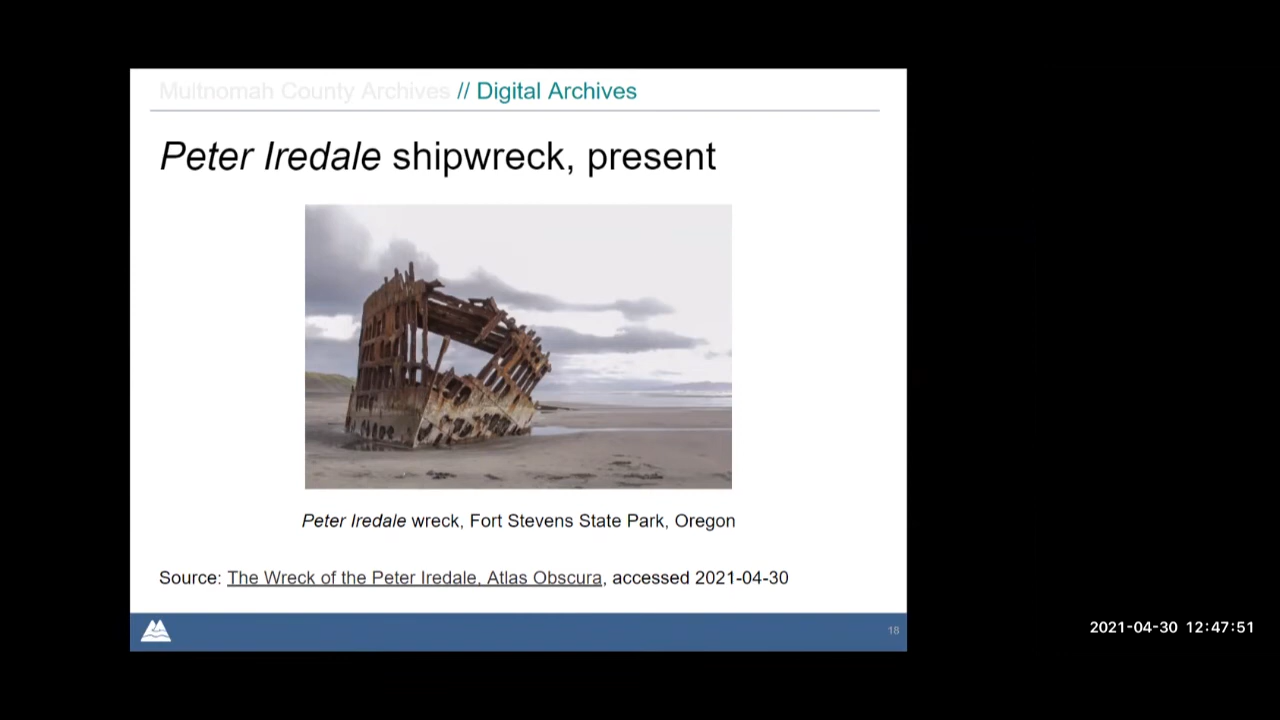 Multnomah County Archives // Digital Archives
Peter Iredale shipwreck, present
Peter Iredale wreck, Fort Stevens State Park, Oregon
Source: The Wreck of the Peter Iredale, Atlas Obscura, accessed 2021-04-30
18
2021-04-30 12:47:51